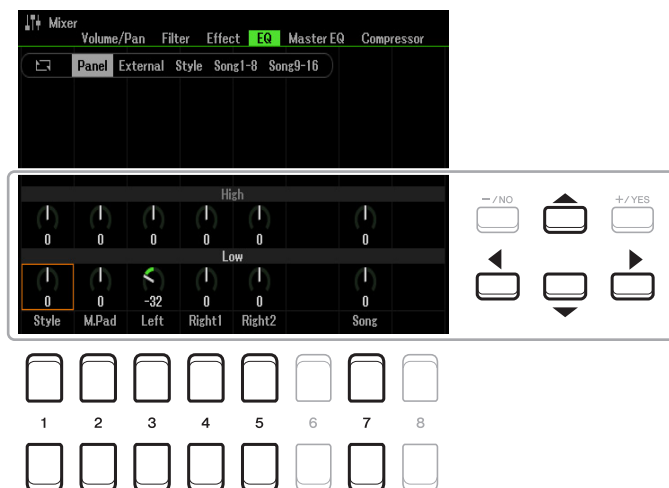 Mixer
Volume/Pan Filter Effect EQ Master EQ Compressor
Panel External Style Song1-8 Song9-16
High
0 0 0 0 0 0
Low
0 0 -32 0 0 0
Style M.Pad Left Right1 Right2 Song
-/NO +/YES
1 2 3 4 5 6 7 8